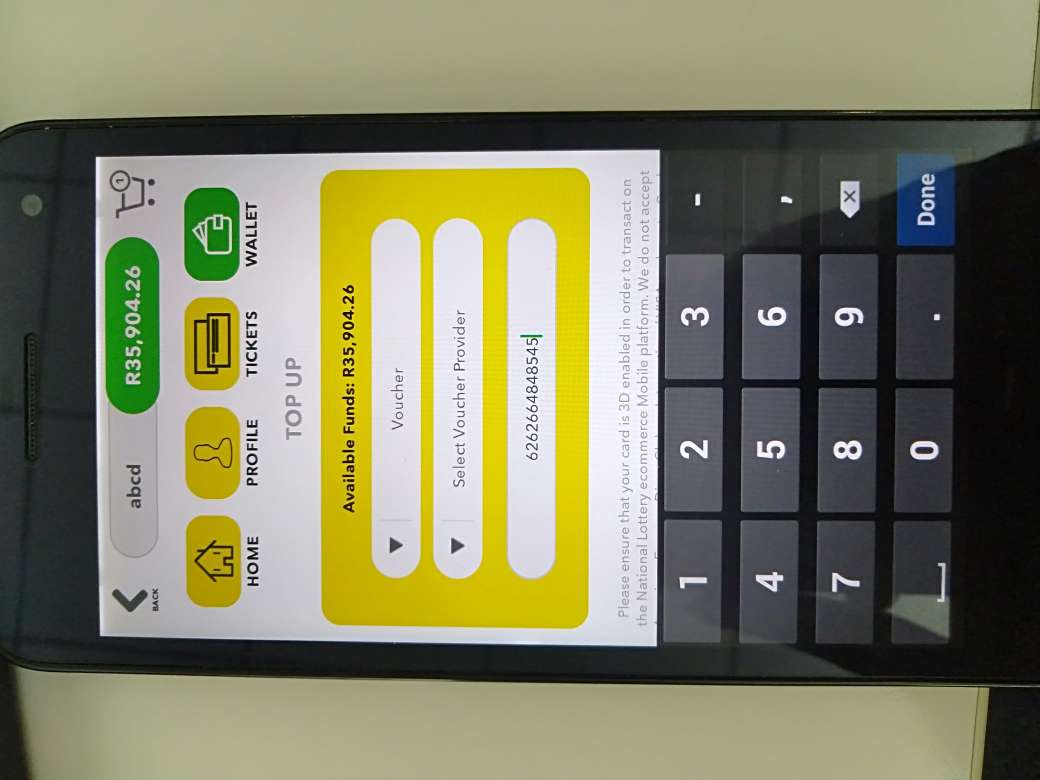 BACK
abcd
R35,904.26
1
HOME
PROFILE
TICKETS
WALLET
TOP UP
Available Funds: R35,904.26
Voucher
Select Voucher Provider
6262664848545
Please ensure that your card is 3D enabled in order to transact on
the National Lottery ecommerce Mobile platform. We do not accept
1 2 3 -
4 5 6 ,
7 8 9
0 . Done